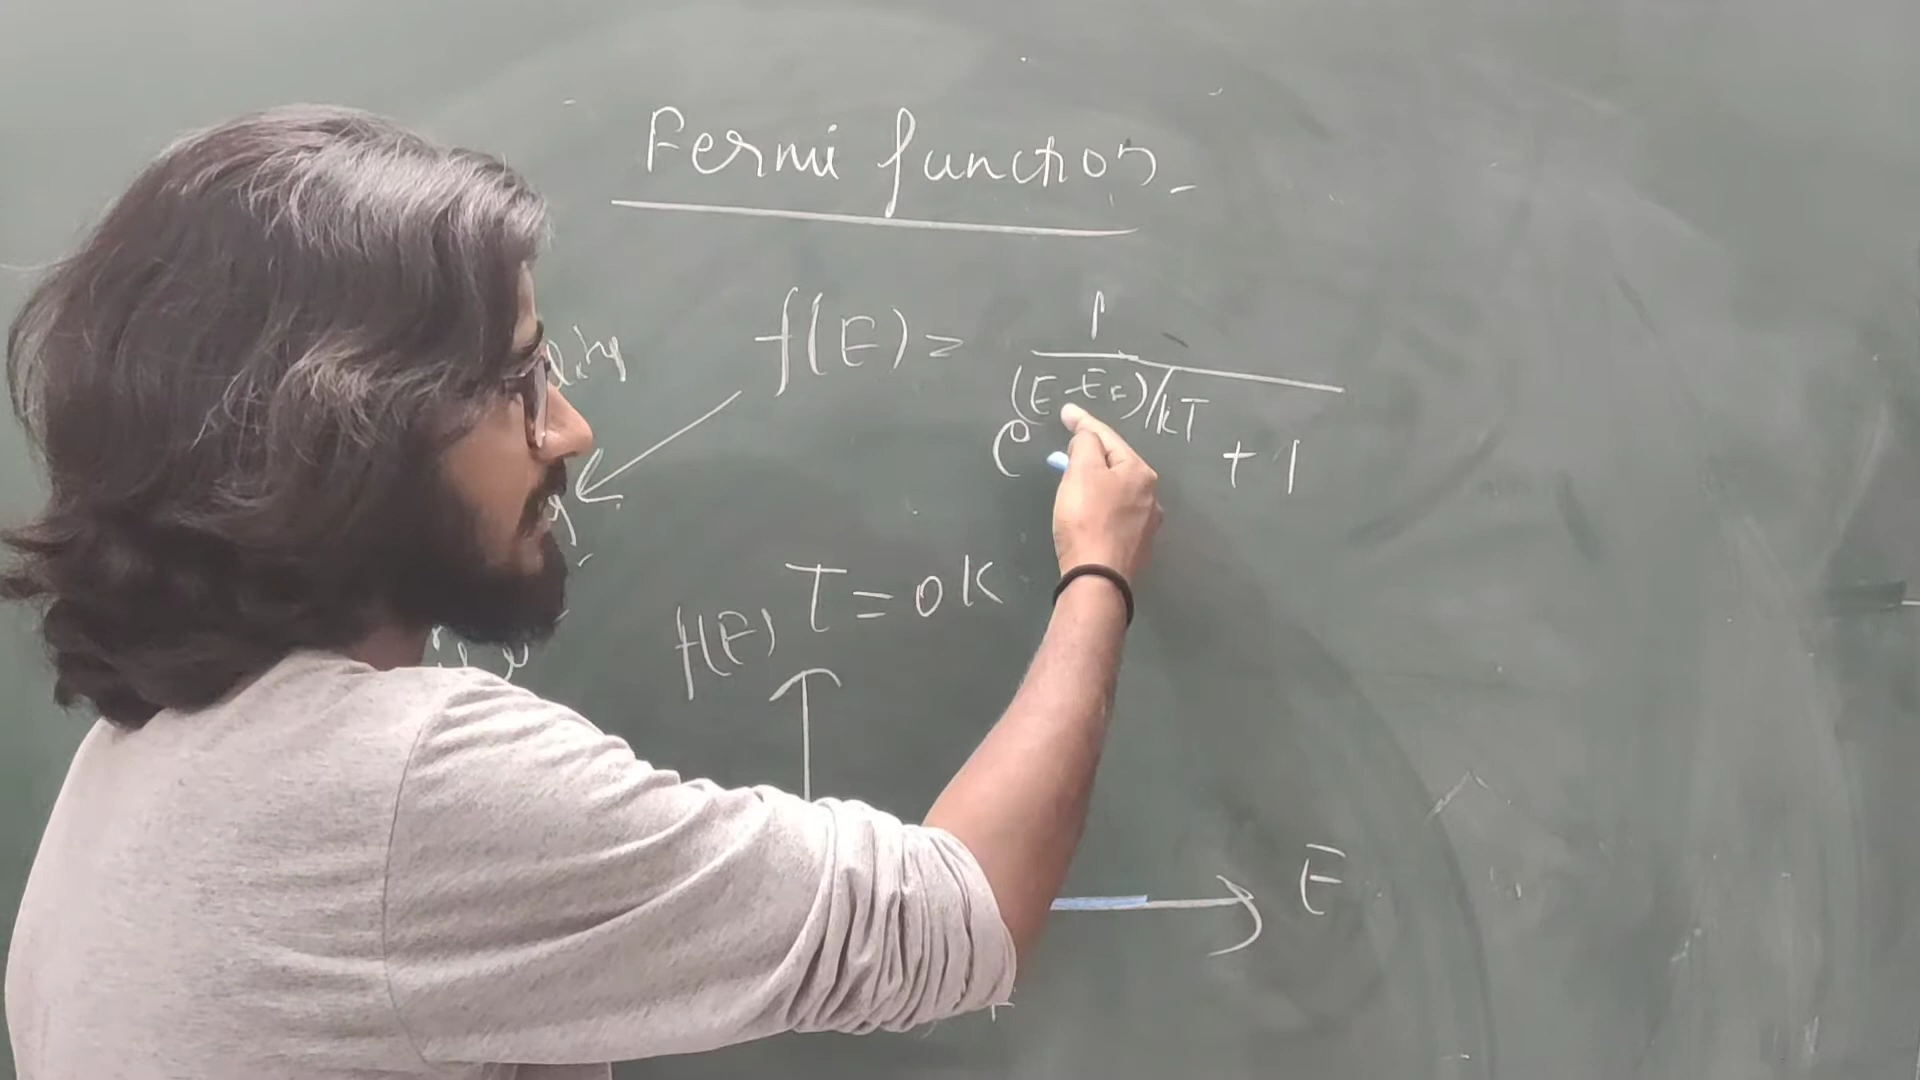 Fermi function
f(E) = 1 / e^(E-E_F)/kT + 1
T = 0K
f(E)
E